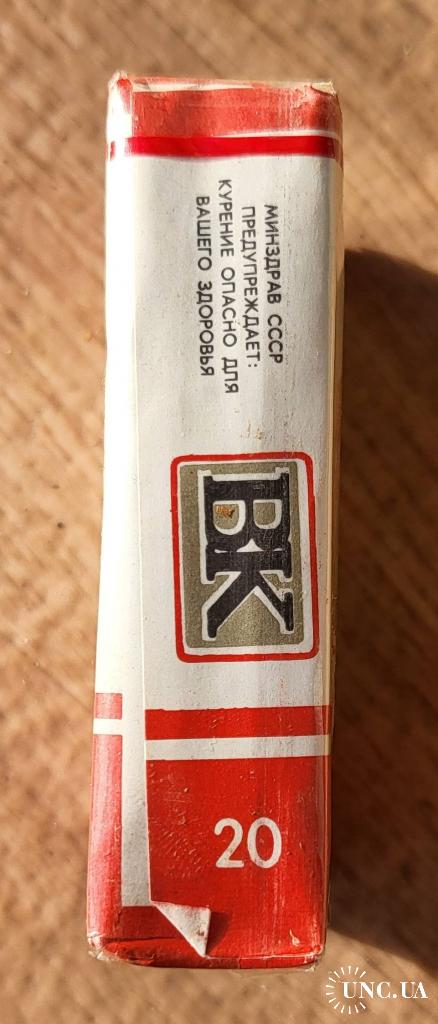 МИНЗДРАВ СССР
ПРЕДУПРЕЖДАЕТ:
КУРЕНИЕ ОПАСНО ДЛЯ
ВАШЕГО ЗДОРОВЬЯ
ВК
20
UNC.UA